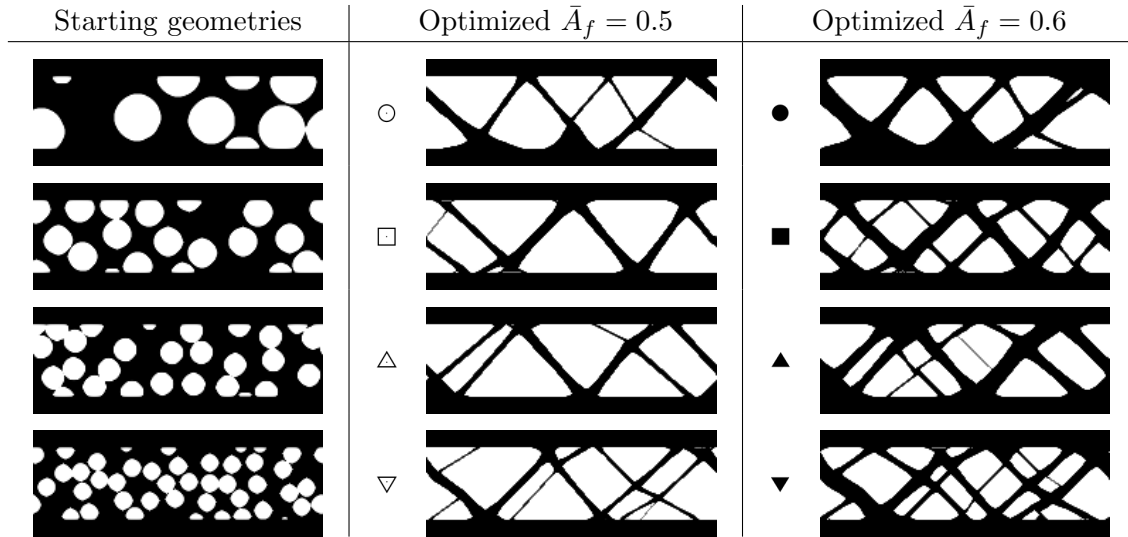 Starting geometries
Optimized Ā_f = 0.5
Optimized Ā_f = 0.6